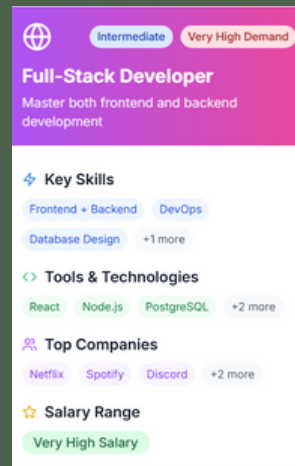 Intermediate Very High Demand
Full-Stack Developer
Master both frontend and backend
development
Key Skills
Frontend + Backend DevOps
Database Design +1 more
Tools & Technologies
React Node.js PostgreSQL +2 more
Top Companies
Netflix Spotify Discord +2 more
Salary Range
Very High Salary